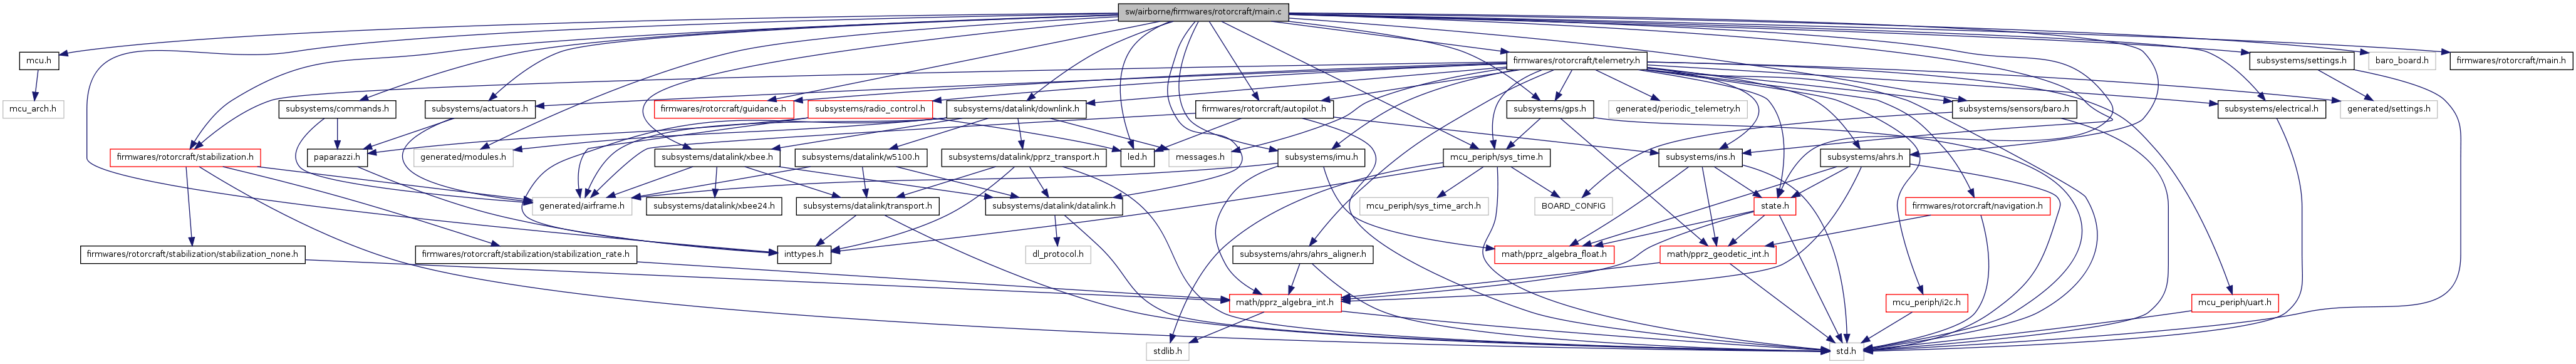 sw/airborne/firmwares/rotorcraft/main.c
mcu.h
firmwares/rotorcraft/telemetry.h
subsystems/settings.h
baro_board.h
firmwares/rotorcraft/main.h
mcu_arch.h
subsystems/commands.h
subsystems/actuators.h
firmwares/rotorcraft/guidance.h
subsystems/radio_control.h
subsystems/datalink/downlink.h
firmwares/rotorcraft/autopilot.h
subsystems/gps.h
generated/periodic_telemetry.h
subsystems/sensors/baro.h
subsystems/electrical.h
generated/settings.h
firmwares/rotorcraft/stabilization.h
paparazzi.h
generated/modules.h
subsystems/datalink/xbee.h
subsystems/datalink/w5100.h
subsystems/datalink/pprz_transport.h
led.h
messages.h
subsystems/imu.h
mcu_periph/sys_time.h
subsystems/ins.h
subsystems/ahrs.h
generated/airframe.h
subsystems/datalink/xbee24.h
subsystems/datalink/transport.h
subsystems/datalink/datalink.h
mcu_periph/sys_time_arch.h
BOARD_CONFIG
state.h
firmwares/rotorcraft/navigation.h
firmwares/rotorcraft/stabilization/stabilization_none.h
firmwares/rotorcraft/stabilization/stabilization_rate.h
inttypes.h
dl_protocol.h
subsystems/ahrs/ahrs_aligner.h
math/pprz_algebra_float.h
math/pprz_geodetic_int.h
math/pprz_algebra_int.h
mcu_periph/i2c.h
mcu_periph/uart.h
stdlib.h
std.h